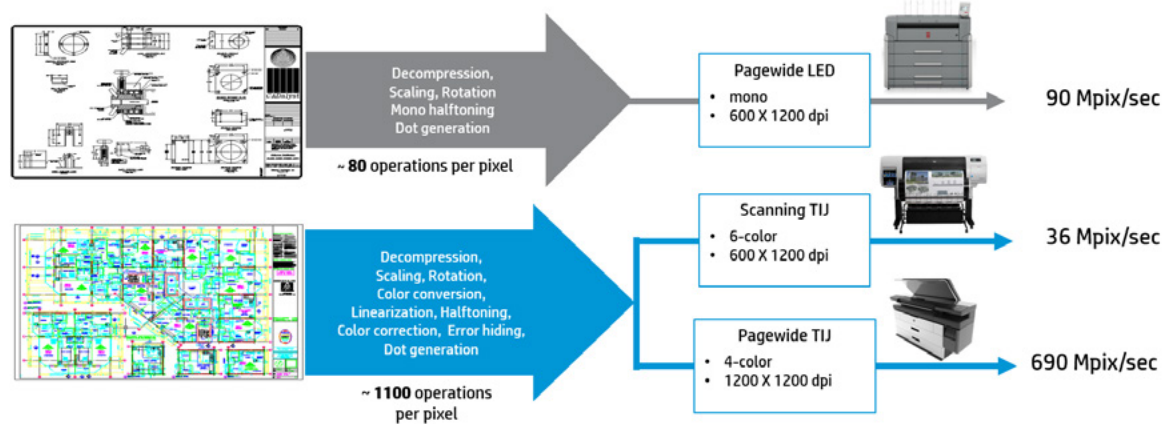 Decompression,
Scaling, Rotation
Mono halftoning
Dot generation
~ 80 operations per pixel
Pagewide LED
• mono
• 600 X 1200 dpi
90 Mpix/sec
Decompression,
Scaling, Rotation,
Color conversion,
Linearization, Halftoning,
Color correction, Error hiding,
Dot generation
~ 1100 operations
per pixel
Scanning TIJ
• 6-color
• 600 X 1200 dpi
36 Mpix/sec
Pagewide TIJ
• 4-color
• 1200 X 1200 dpi
690 Mpix/sec